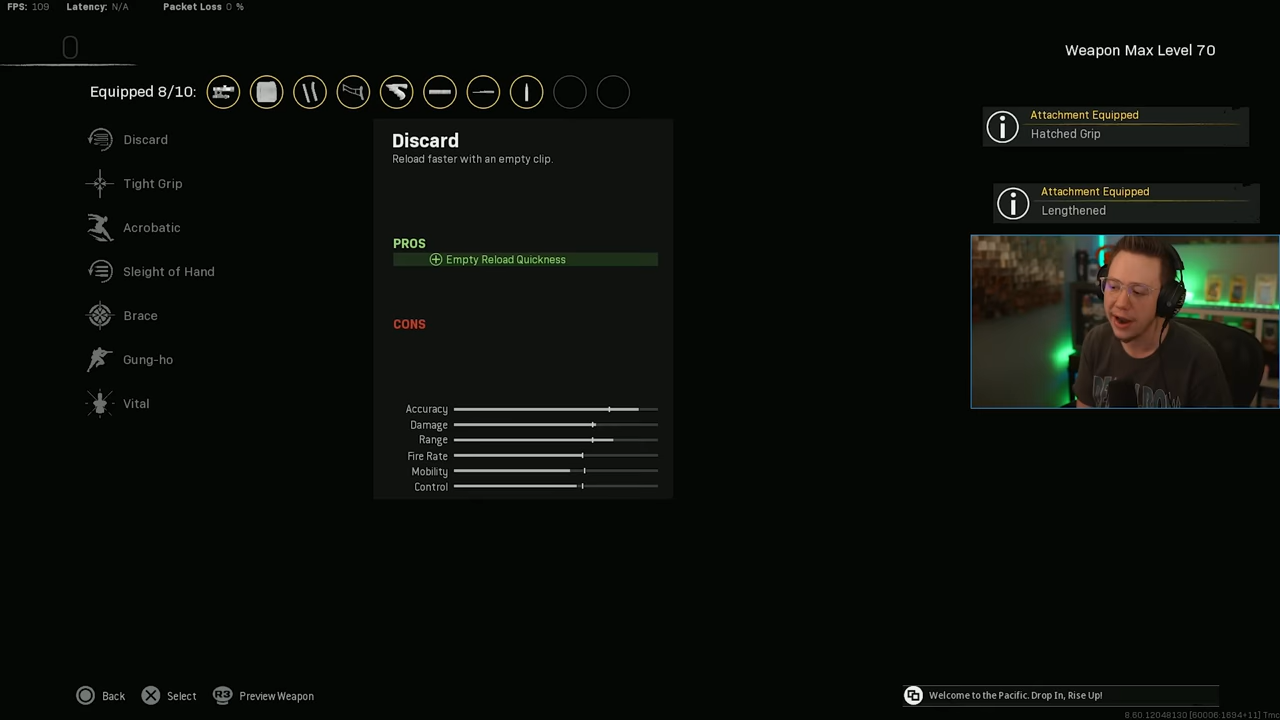 FPS: 109 Latency: N/A Packet Loss 0 %
Weapon Max Level 70
Equipped 8/10:
Discard
Tight Grip
Acrobatic
Sleight of Hand
Brace
Gung-ho
Vital
Discard
Reload faster with an empty clip.
PROS
Empty Reload Quickness
CONS
Accuracy
Damage
Range
Fire Rate
Mobility
Control
Attachment Equipped
Hatched Grip
Attachment Equipped
Lengthened
Back
Select
R3 Preview Weapon
Welcome to the Pacific. Drop In, Rise Up!